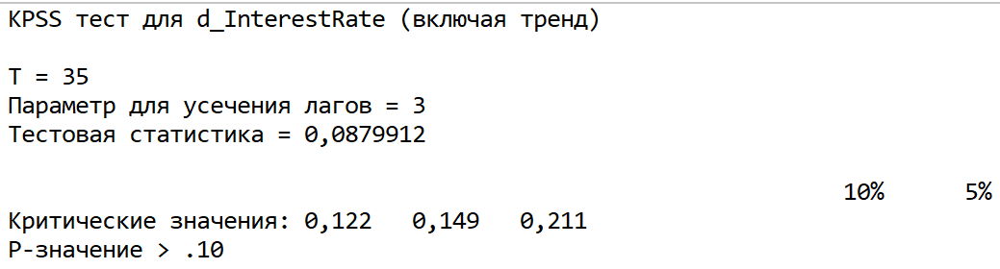 KPSS тест для d_InterestRate (включая тренд)
T = 35
Параметр для усечения лагов = 3
Тестовая статистика = 0,0879912
10% 5%
Критические значения: 0,122 0,149 0,211
P-значение > .10